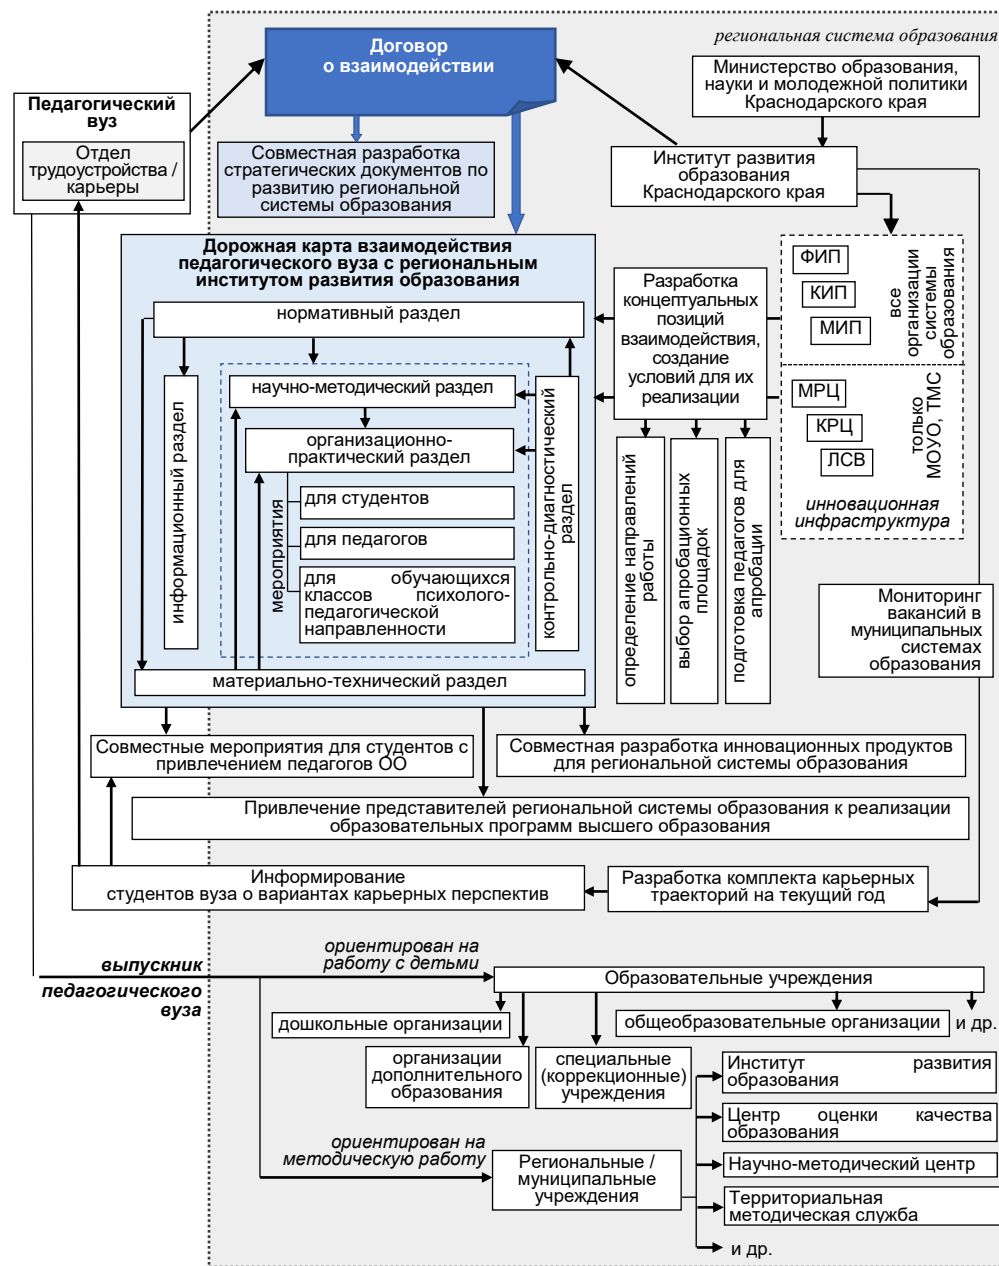 региональная система образования
Договор
о взаимодействии
Министерство образования,
науки и молодежной политики
Краснодарского края
Педагогический
вуз
Отдел
трудоустройства /
карьеры
Совместная разработка
стратегических документов по
развитию региональной
системы образования
Институт развития
образования
Краснодарского края
Дорожная карта взаимодействия
педагогического вуза с региональным
институтом развития образования
нормативный раздел
информационный раздел
научно-методический раздел
организационно-
практический раздел
мероприятия
для студентов
для педагогов
для обучающихся
классов психолого-
педагогической
направленности
контрольно-диагностический
раздел
материально-технический раздел
Разработка
концептуальных
позиций
взаимодействия,
создание
условий для их
реализации
определение направлений
работы
выбор апробационных
площадок
подготовка педагогов для
апробации
ФИП
КИП
МИП
все
организации
системы
образования
МРЦ
КРЦ
ЛСВ
только
МОУО, ТМС
инновационная
инфраструктура
Мониторинг
вакансий в
муниципальных
системах
образования
Совместные мероприятия для студентов с
привлечением педагогов ОО
Совместная разработка инновационных продуктов
для региональной системы образования
Привлечение представителей региональной системы образования к реализации
образовательных программ высшего образования
Информирование
студентов вуза о вариантах карьерных перспектив
Разработка комплекта карьерных
траекторий на текущий год
выпускник
педагогического
вуза
ориентирован на
работу с детьми
Образовательные учреждения
дошкольные организации
общеобразовательные организации
и др.
организации
дополнительного
образования
специальные
(коррекционные)
учреждения
ориентирован на
методическую работу
Региональные /
муниципальные
учреждения
Институт развития
образования
Центр оценки качества
образования
Научно-методический центр
Территориальная
методическая служба
и др.